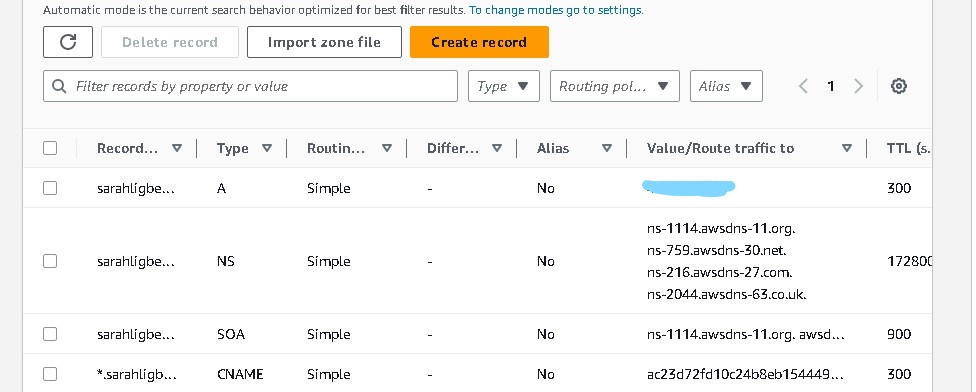 Automatic mode is the current search behavior optimized for best filter results. To change modes go to settings.
Delete record Import zone file Create record
Filter records by property or value Type Routing pol... Alias 1
Record... Type Routin... Differ... Alias Value/Route traffic to TTL (s.
sarahligbe... A Simple - No 300
ns-1114.awsdns-11.org.
ns-759.awsdns-30.net.
sarahligbe... NS Simple - No 172800
ns-216.awsdns-27.com.
ns-2044.awsdns-63.co.uk.
sarahligbe... SOA Simple - No ns-1114.awsdns-11.org. awsd... 900
*.sarahligb... CNAME Simple - No ac23d72fd10c24b8eb154449... 300